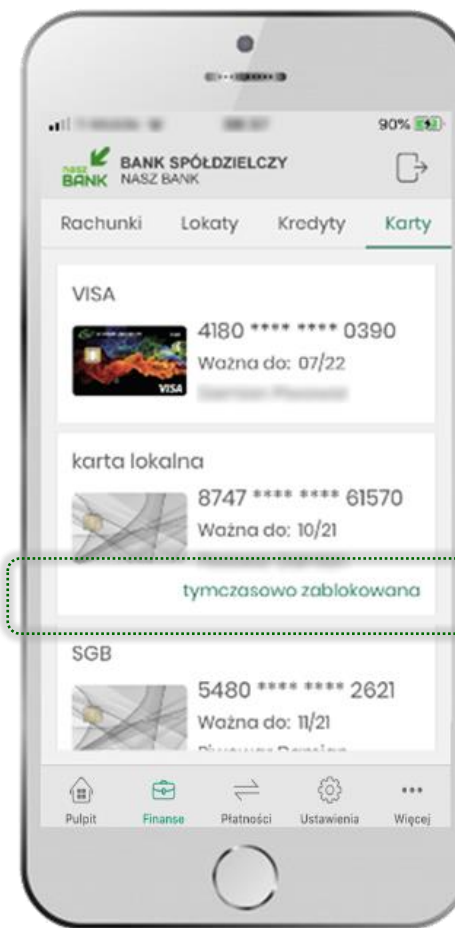 90%
nasz BANK
BANK SPÓŁDZIELCZY
NASZ BANK
Rachunki Lokaty Kredyty Karty
VISA
4180 **** **** 0390
Ważna do: 07/22
VISA
karta lokalna
8747 **** **** 61570
Ważna do: 10/21
tymczasowo zablokowana
SGB
5480 **** **** 2621
Ważna do: 11/21
Pulpit Finanse Płatności Ustawienia Więcej